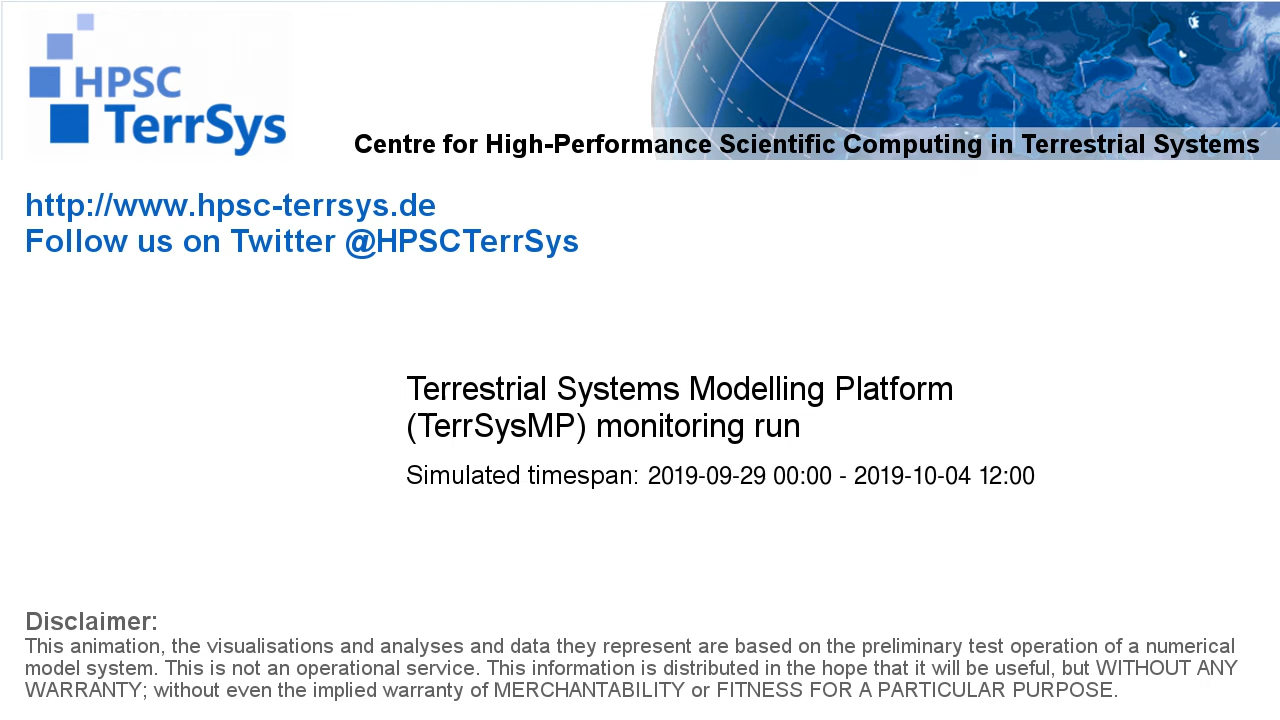 HPSC
TerrSys
Centre for High-Performance Scientific Computing in Terrestrial Systems
http://www.hpsc-terrsys.de
Follow us on Twitter @HPSCTerrSys
Terrestrial Systems Modelling Platform
(TerrSysMP) monitoring run
Simulated timespan: 2019-09-29 00:00 - 2019-10-04 12:00
Disclaimer:
This animation, the visualisations and analyses and data they represent are based on the preliminary test operation of a numerical
model system. This is not an operational service. This information is distributed in the hope that it will be useful, but WITHOUT ANY
WARRANTY; without even the implied warranty of MERCHANTABILITY or FITNESS FOR A PARTICULAR PURPOSE.